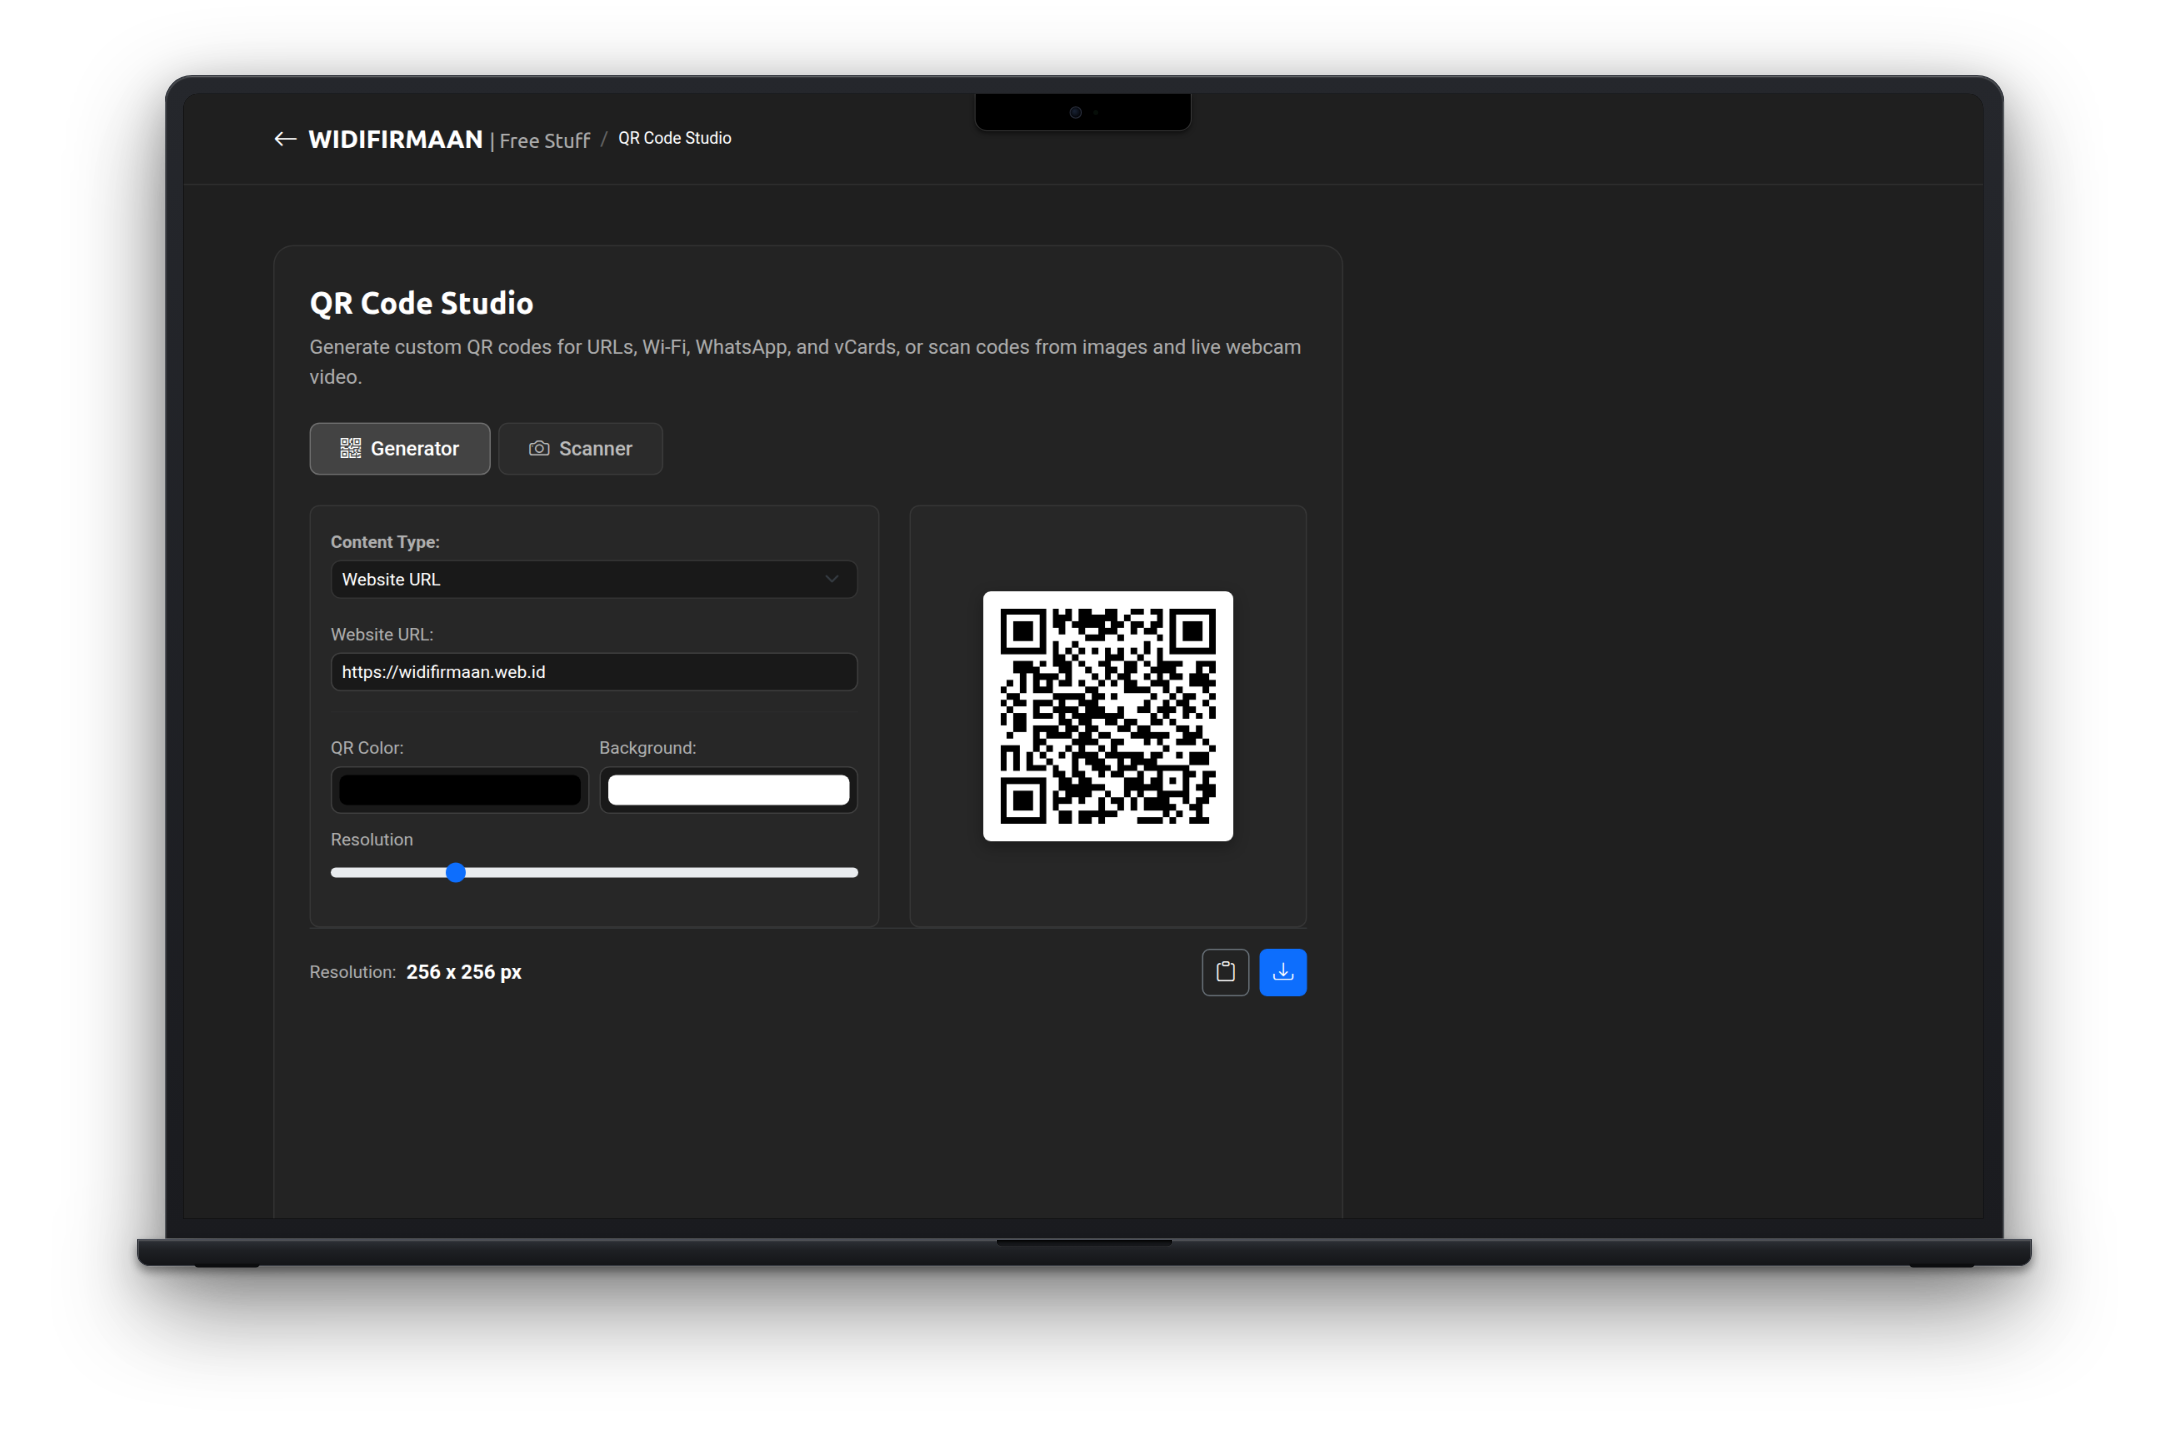 WIDIFIRMAAN | Free Stuff / QR Code Studio
QR Code Studio
Generate custom QR codes for URLs, Wi-Fi, WhatsApp, and vCards, or scan codes from images and live webcam
video.
Generator Scanner
Content Type:
Website URL
Website URL:
https://widifirmaan.web.id
QR Color: Background:
Resolution
Resolution: 256 x 256 px